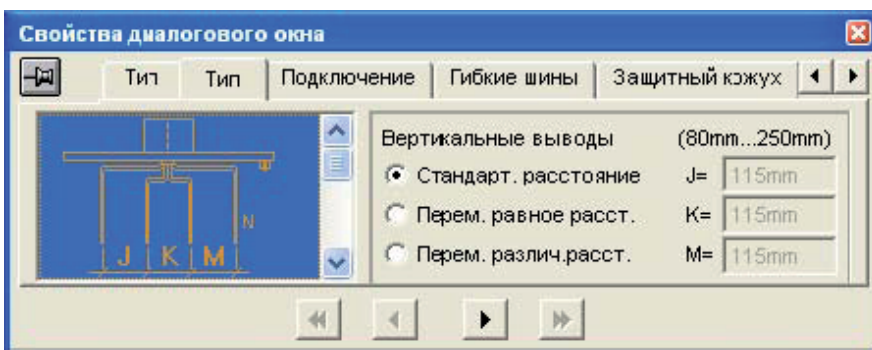 Свойства диалогового окна
Тип Тип Подключение Гибкие шины Защитный кожух
Вертикальные выводы (80mm...250mm)
Стандарт. расстояние J= 115mm
Перем. равное расст. K= 115mm
Перем. различ.расст. M= 115mm
N
J K M